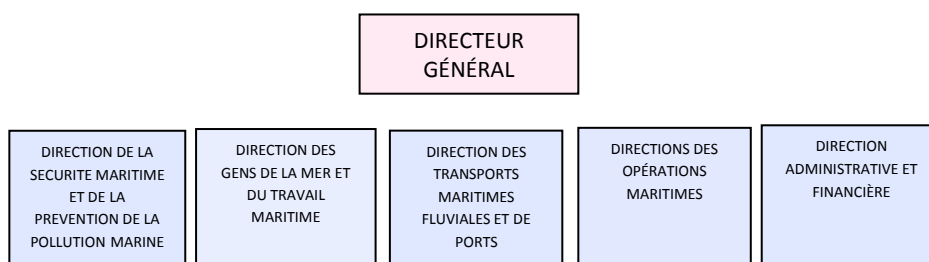 DIRECTEUR
GÉNÉRAL
DIRECTION DE LA
SECURITE MARITIME
ET DE LA
PREVENTION DE LA
POLLUTION MARINE
DIRECTION DES
GENS DE LA MER ET
DU TRAVAIL
MARITIME
DIRECTION DES
TRANSPORTS
MARITIMES
FLUVIALES ET DE
PORTS
DIRECTIONS DES
OPÉRATIONS
MARITIMES
DIRECTION
ADMINISTRATIVE ET
FINANCIÈRE